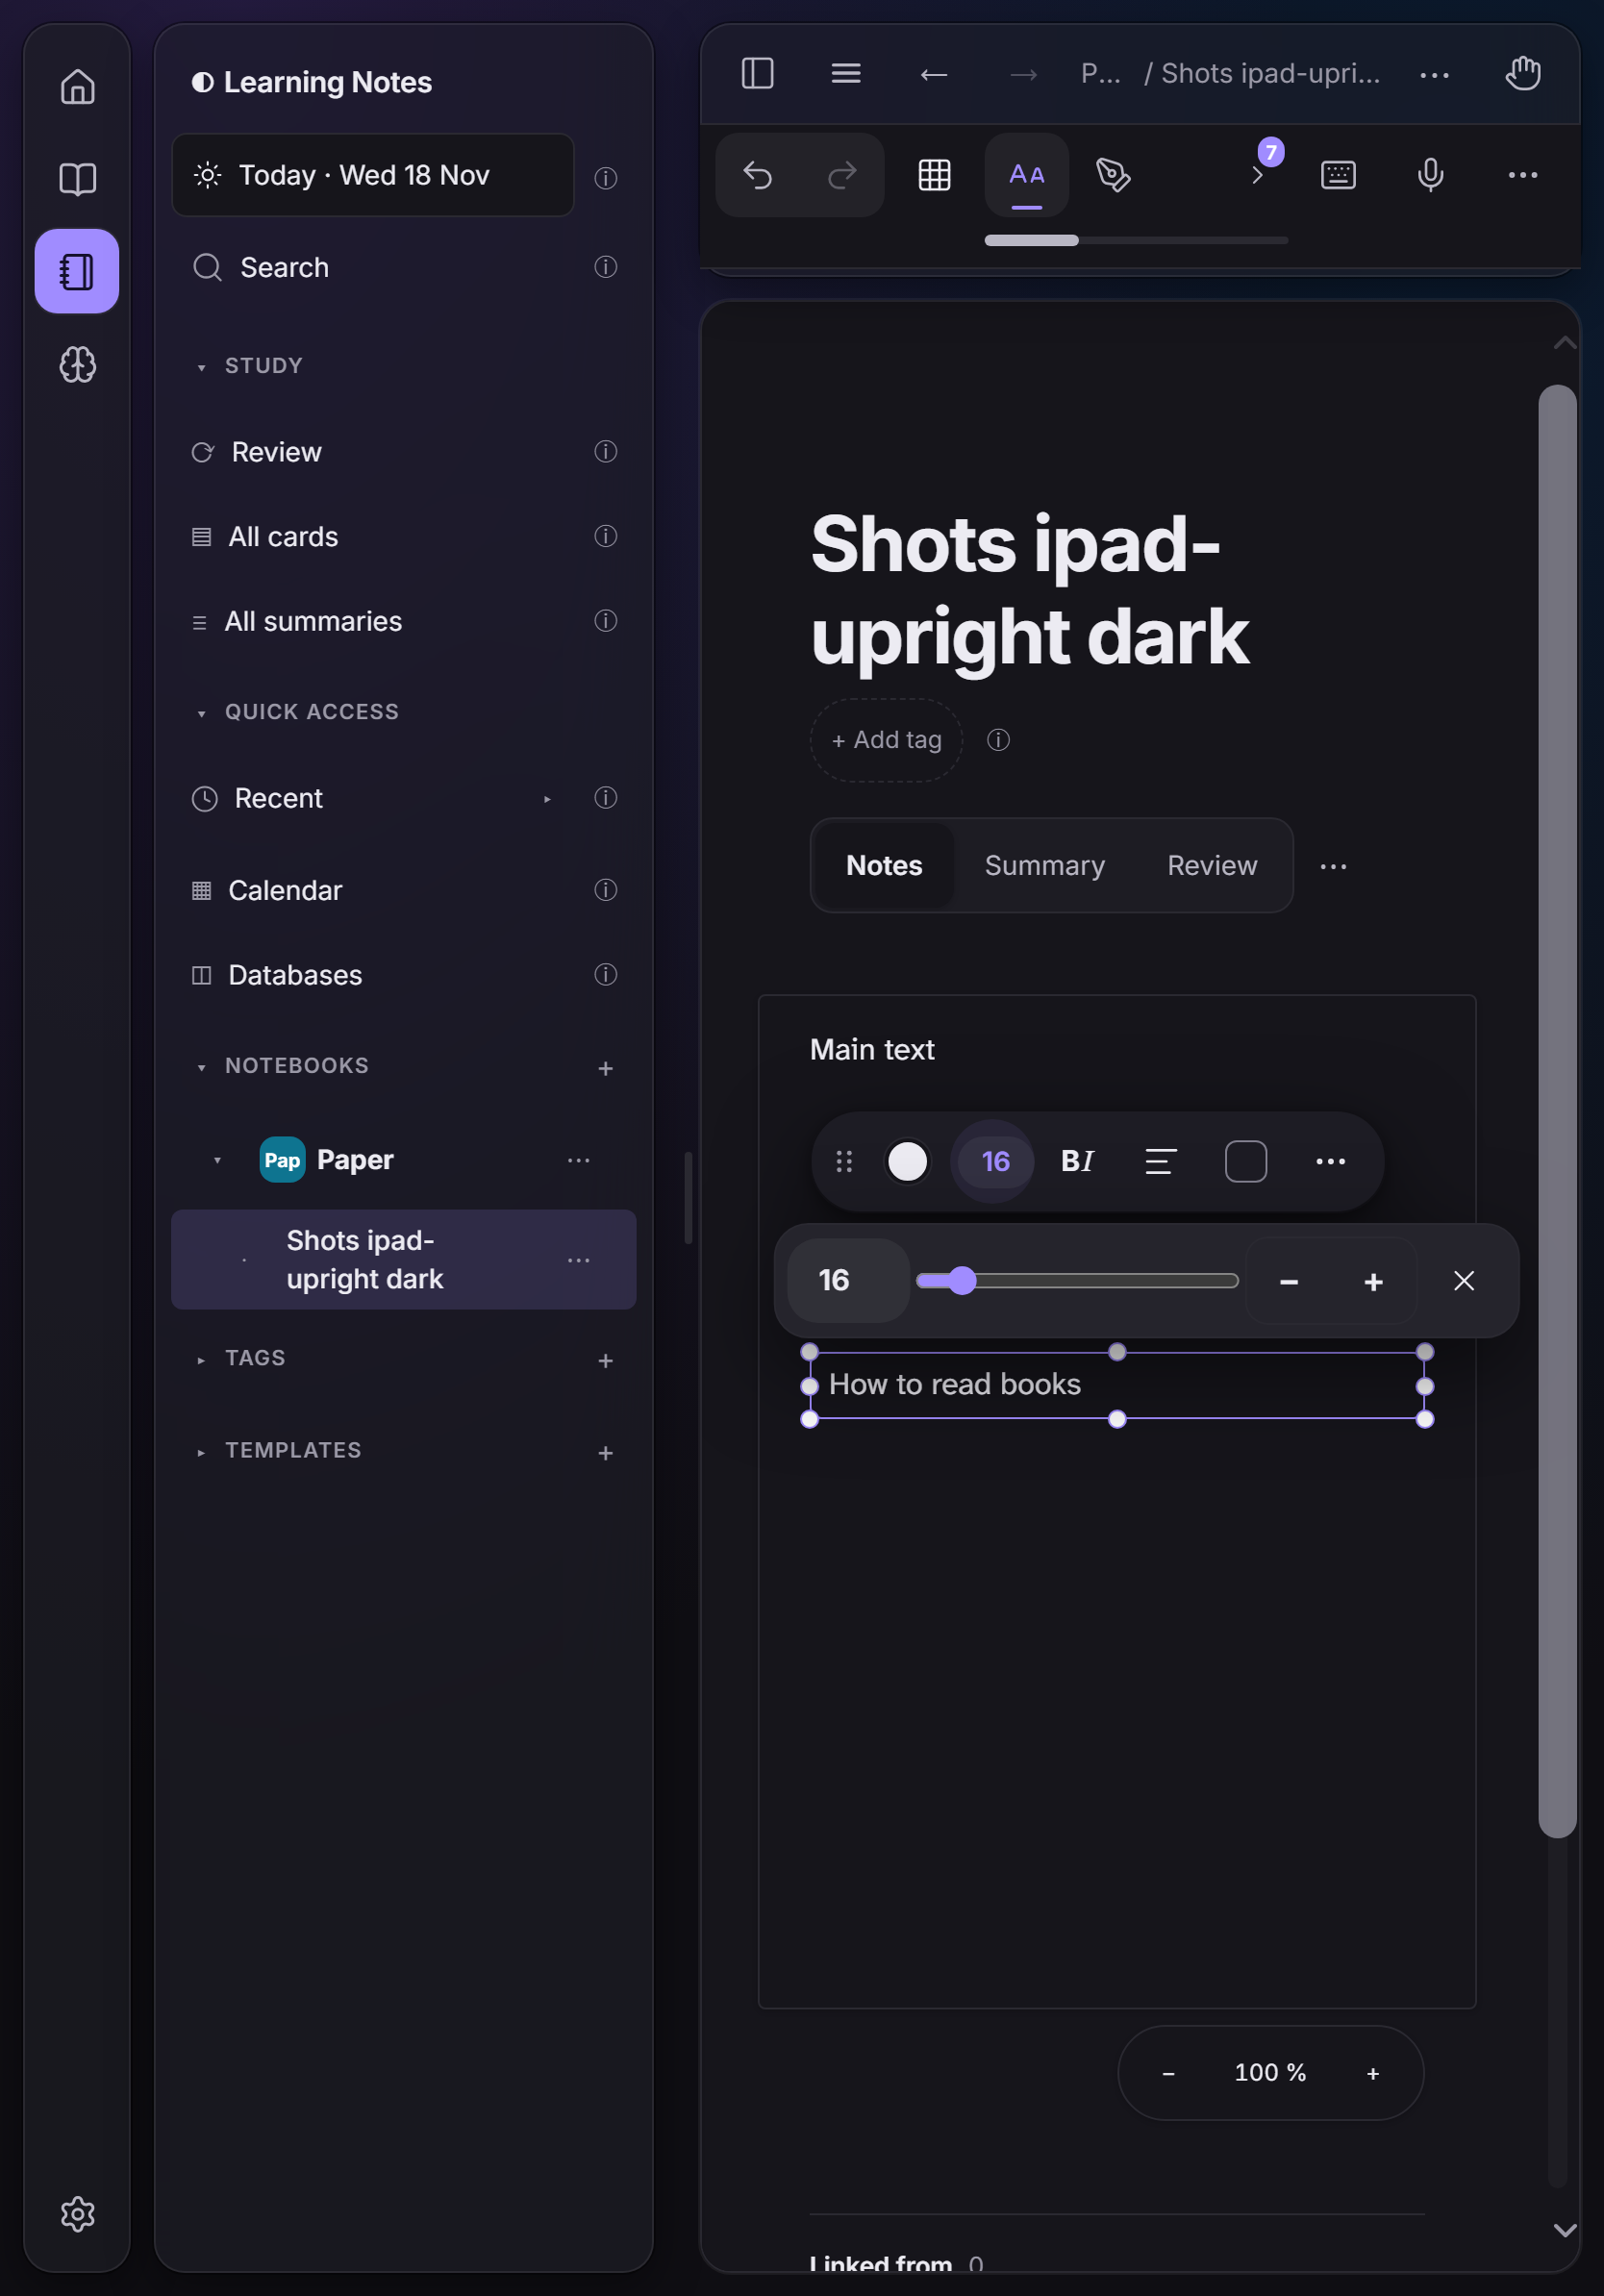 Learning Notes
Today · Wed 18 Nov
Search
STUDY
Review
All cards
All summaries
QUICK ACCESS
Recent
Calendar
Databases
NOTEBOOKS
+
Pap Paper
Shots ipad-
upright dark
TAGS
+
TEMPLATES
+
P... / Shots ipad-upri...
AA
7
Shots ipad-
upright dark
+ Add tag
Notes Summary Review
Main text
16 BI
16 − +
How to read books
− 100 % +
Linked from 0